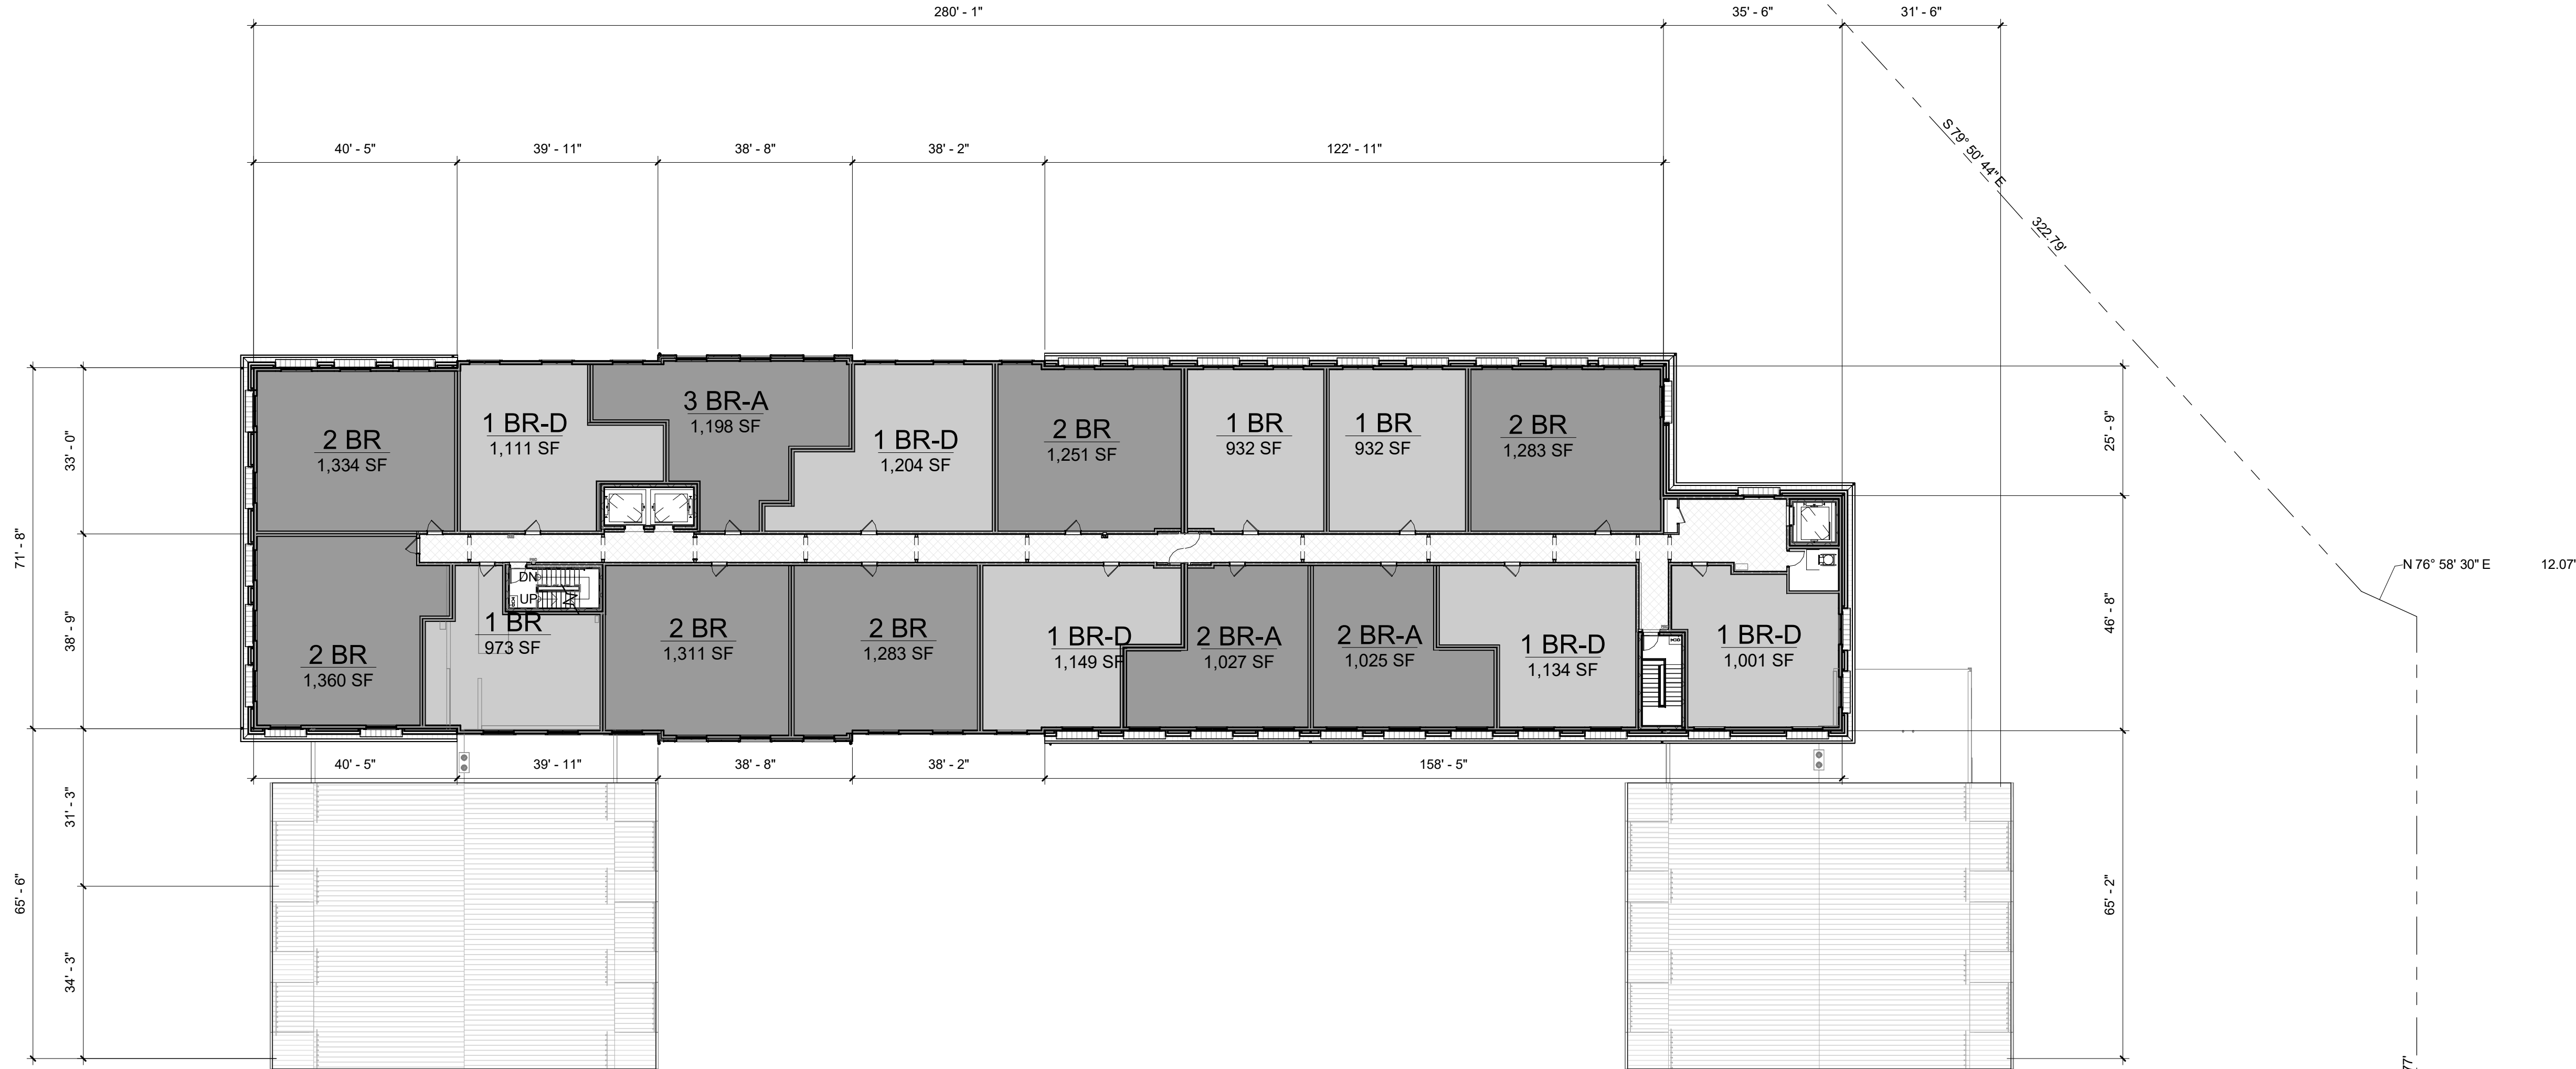 280' - 1"
35' - 6"
31' - 6"
40' - 5"
39' - 11"
38' - 8"
38' - 2"
122' - 11"
S 79° 50' 44" E
322.79'
71' - 8"
33' - 0"
38' - 9"
2 BR
1,334 SF
1 BR-D
1,111 SF
3 BR-A
1,198 SF
1 BR-D
1,204 SF
2 BR
1,251 SF
1 BR
932 SF
1 BR
932 SF
2 BR
1,283 SF
25' - 9"
N 76° 58' 30" E
12.07'
DN
UP
2 BR
1,360 SF
1 BR
973 SF
2 BR
1,311 SF
2 BR
1,283 SF
1 BR-D
1,149 SF
2 BR-A
1,027 SF
2 BR-A
1,025 SF
1 BR-D
1,134 SF
1 BR-D
1,001 SF
46' - 8"
40' - 5"
39' - 11"
38' - 8"
38' - 2"
158' - 5"
65' - 6"
31' - 3"
34' - 3"
65' - 2"